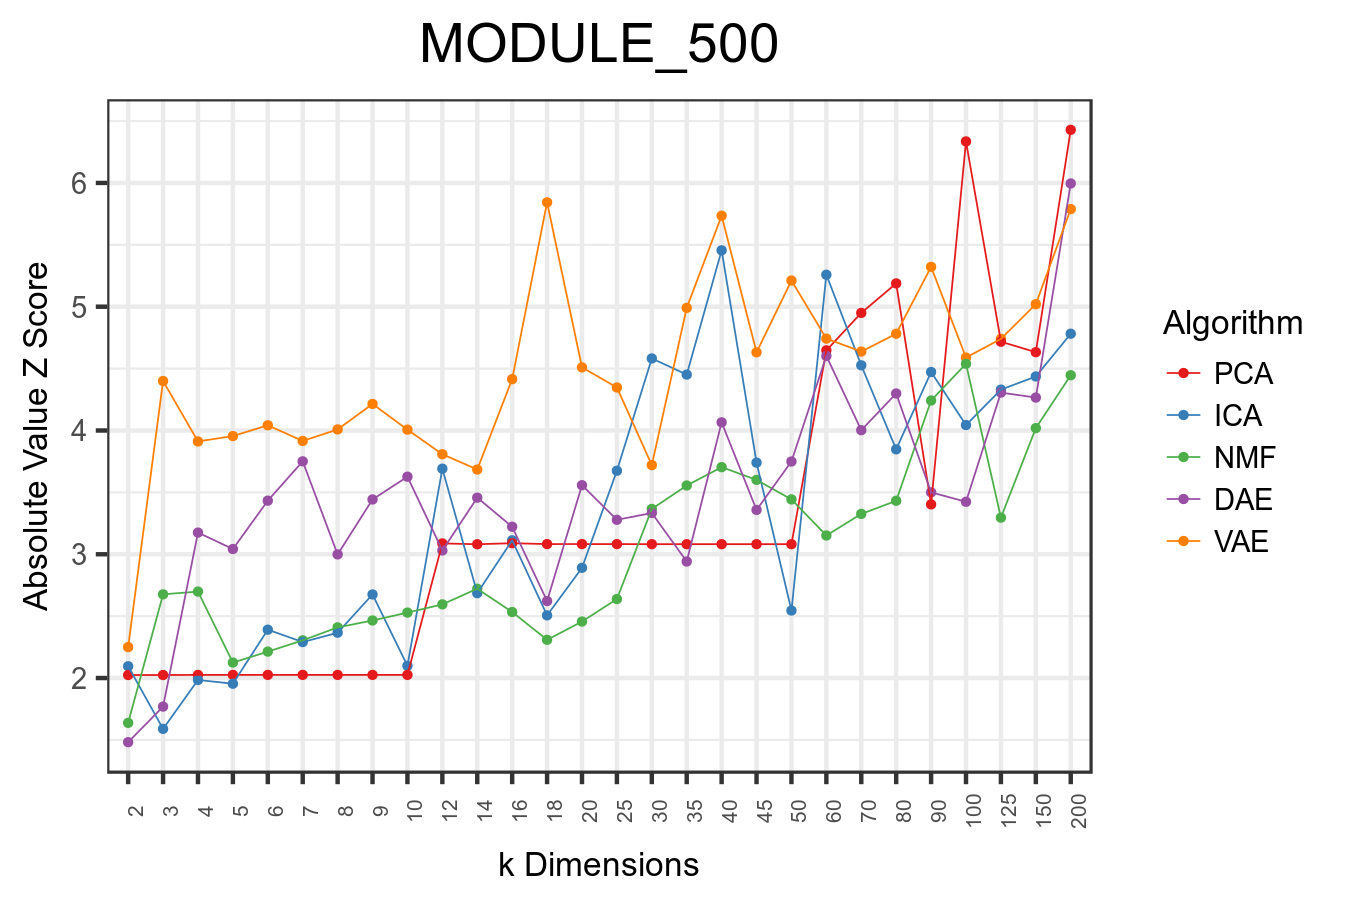 MODULE_500
Absolute Value Z Score
6
5
4
3
2
2 3 4 5 6 7 8 9 10 12 14 16 18 20 25 30 35 40 45 50 60 70 80 90 100 125 150 200
k Dimensions
Algorithm
PCA
ICA
NMF
DAE
VAE